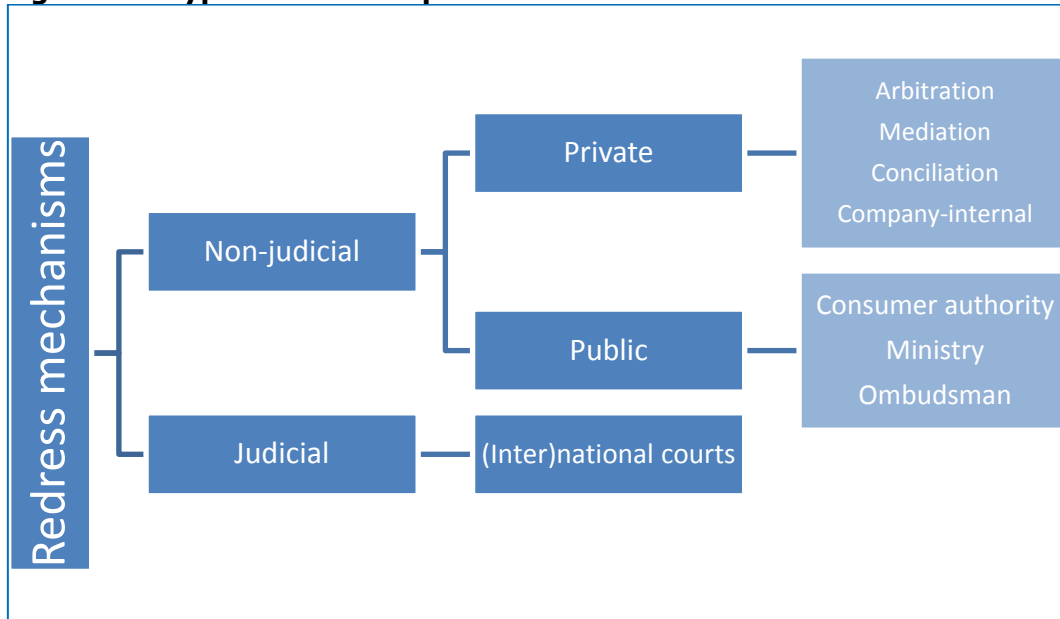 Redress mechanisms
Non-judicial
Private
Arbitration
Mediation
Conciliation
Company-internal
Public
Consumer authority
Ministry
Ombudsman
Judicial
(Inter)national courts